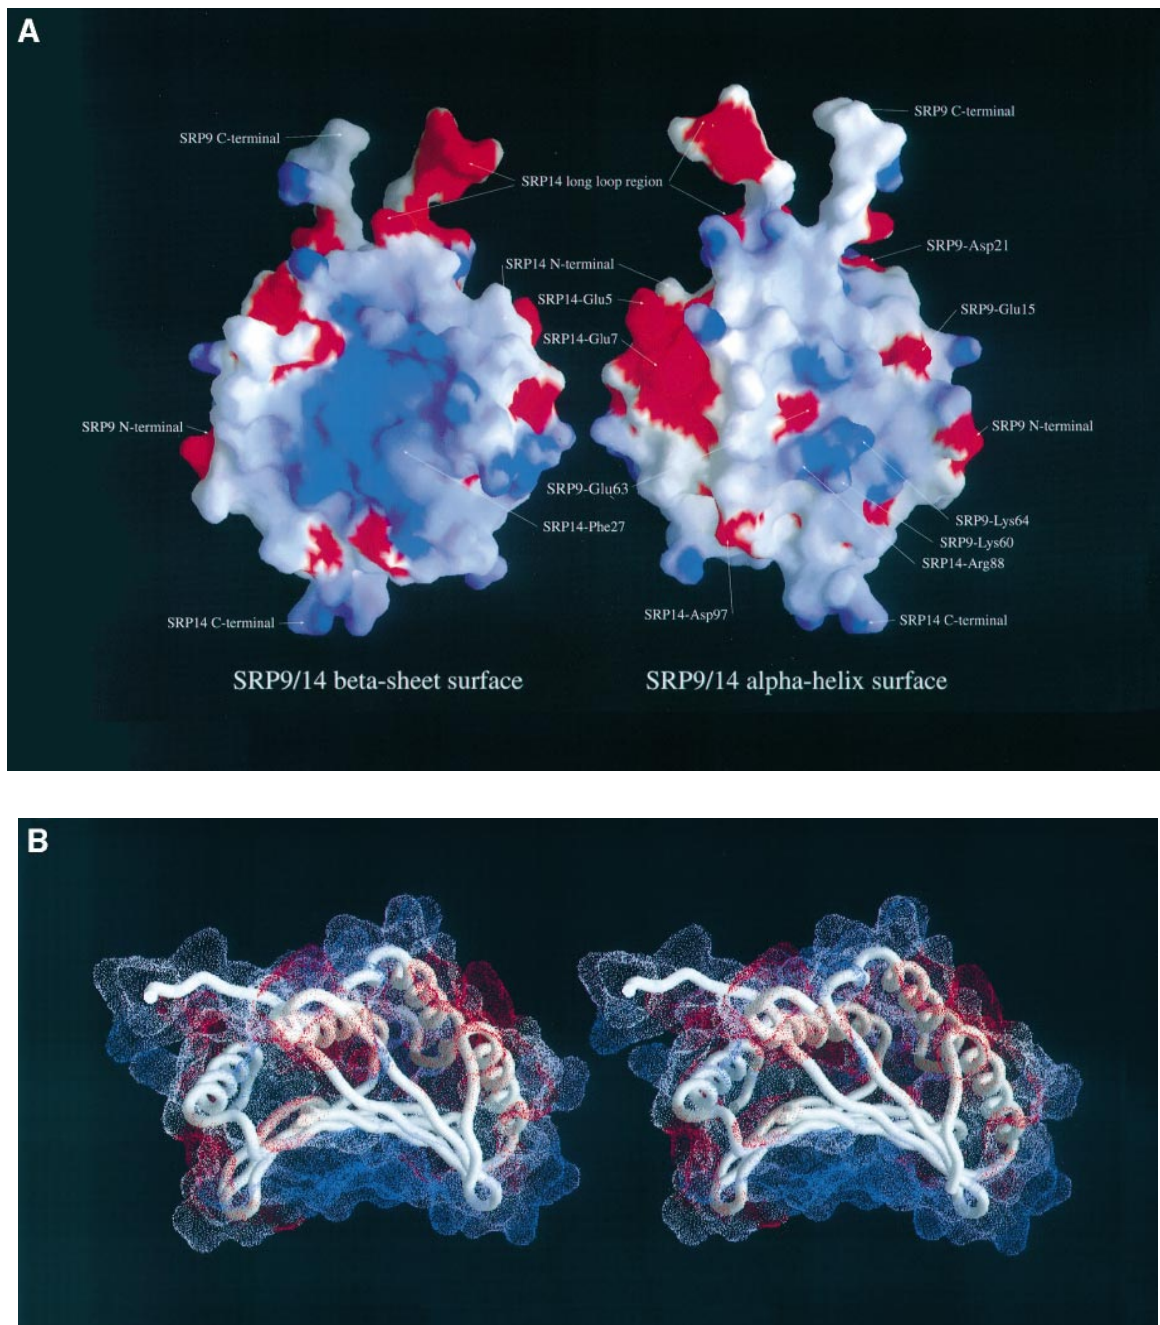 A
SRP9 C-terminal
SRP9 C-terminal
SRP14 long loop region
SRP9-Asp21
SRP14 N-terminal
SRP14-Glu5
SRP9-Glu15
SRP14-Glu7
SRP9 N-terminal
SRP9 N-terminal
SRP9-Glu63
SRP9-Lys64
SRP14-Phe27
SRP9-Lys60
SRP14-Arg88
SRP14-Asp97
SRP14 C-terminal
SRP14 C-terminal
SRP9/14 beta-sheet surface
SRP9/14 alpha-helix surface
B